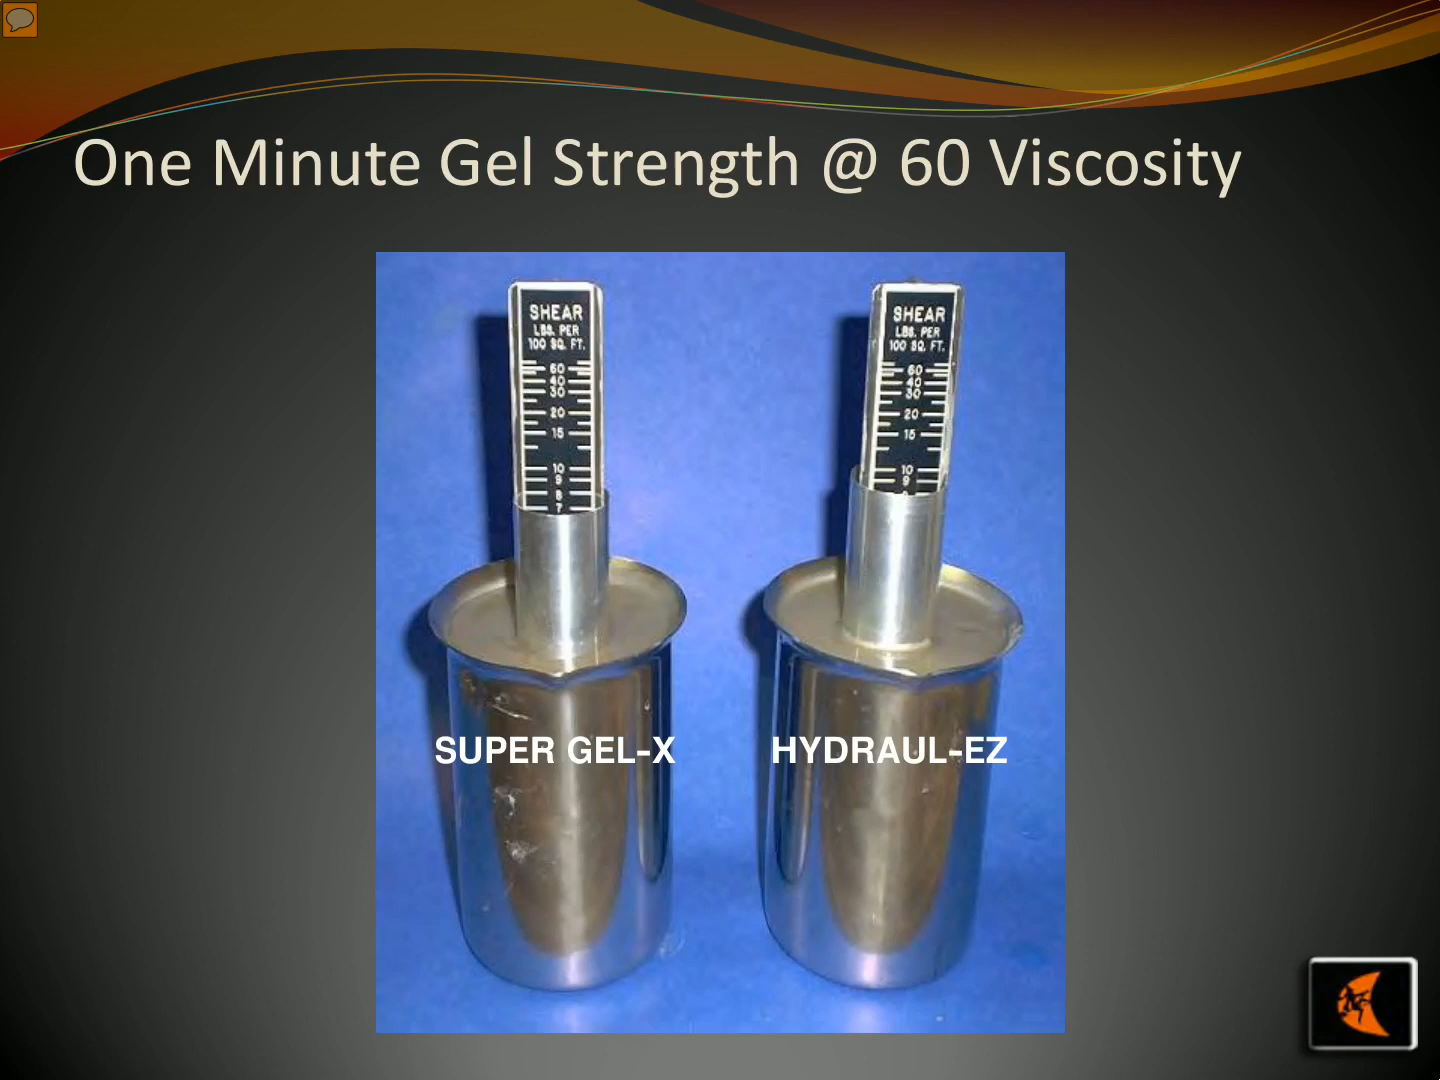 One Minute Gel Strength @ 60 Viscosity
SHEAR
LBS. PER
100 SQ. FT.
60
40
30
20
15
10
9
8
7
SHEAR
LBS. PER
100 SQ. FT.
60
40
30
20
15
10
9
SUPER GEL-X
HYDRAUL-EZ